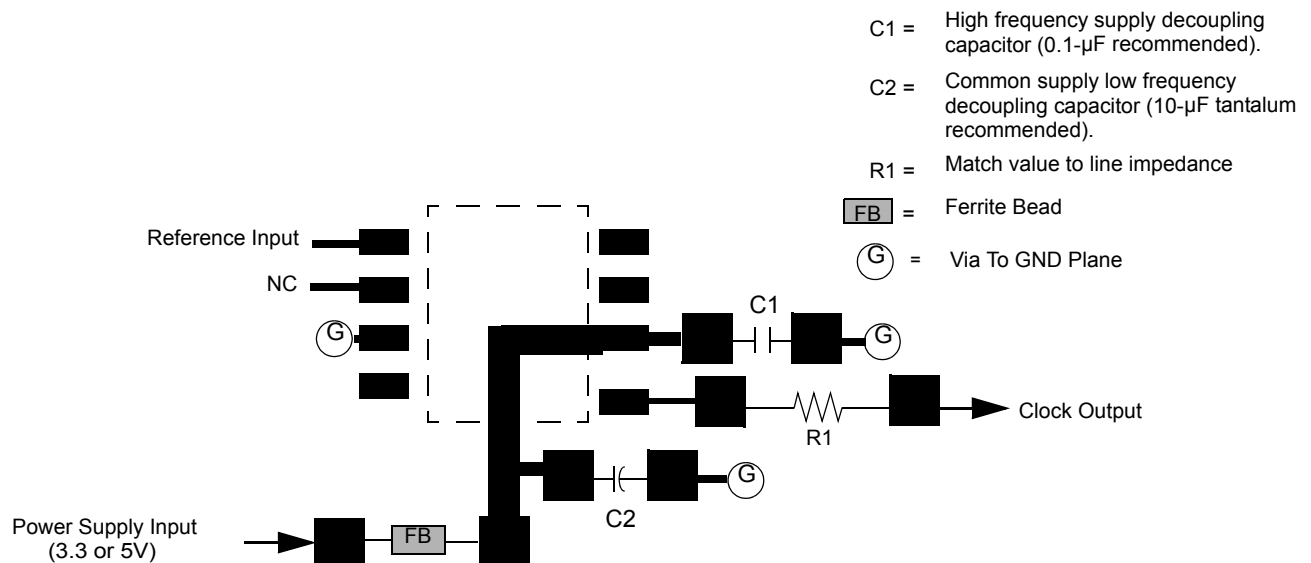 C1 = High frequency supply decoupling
capacitor (0.1-µF recommended).
C2 = Common supply low frequency
decoupling capacitor (10-µF tantalum
recommended).
R1 = Match value to line impedance
FB = Ferrite Bead
G = Via To GND Plane
Reference Input
NC
G
C1
G
R1
Clock Output
G
C2
Power Supply Input
(3.3 or 5V)
FB